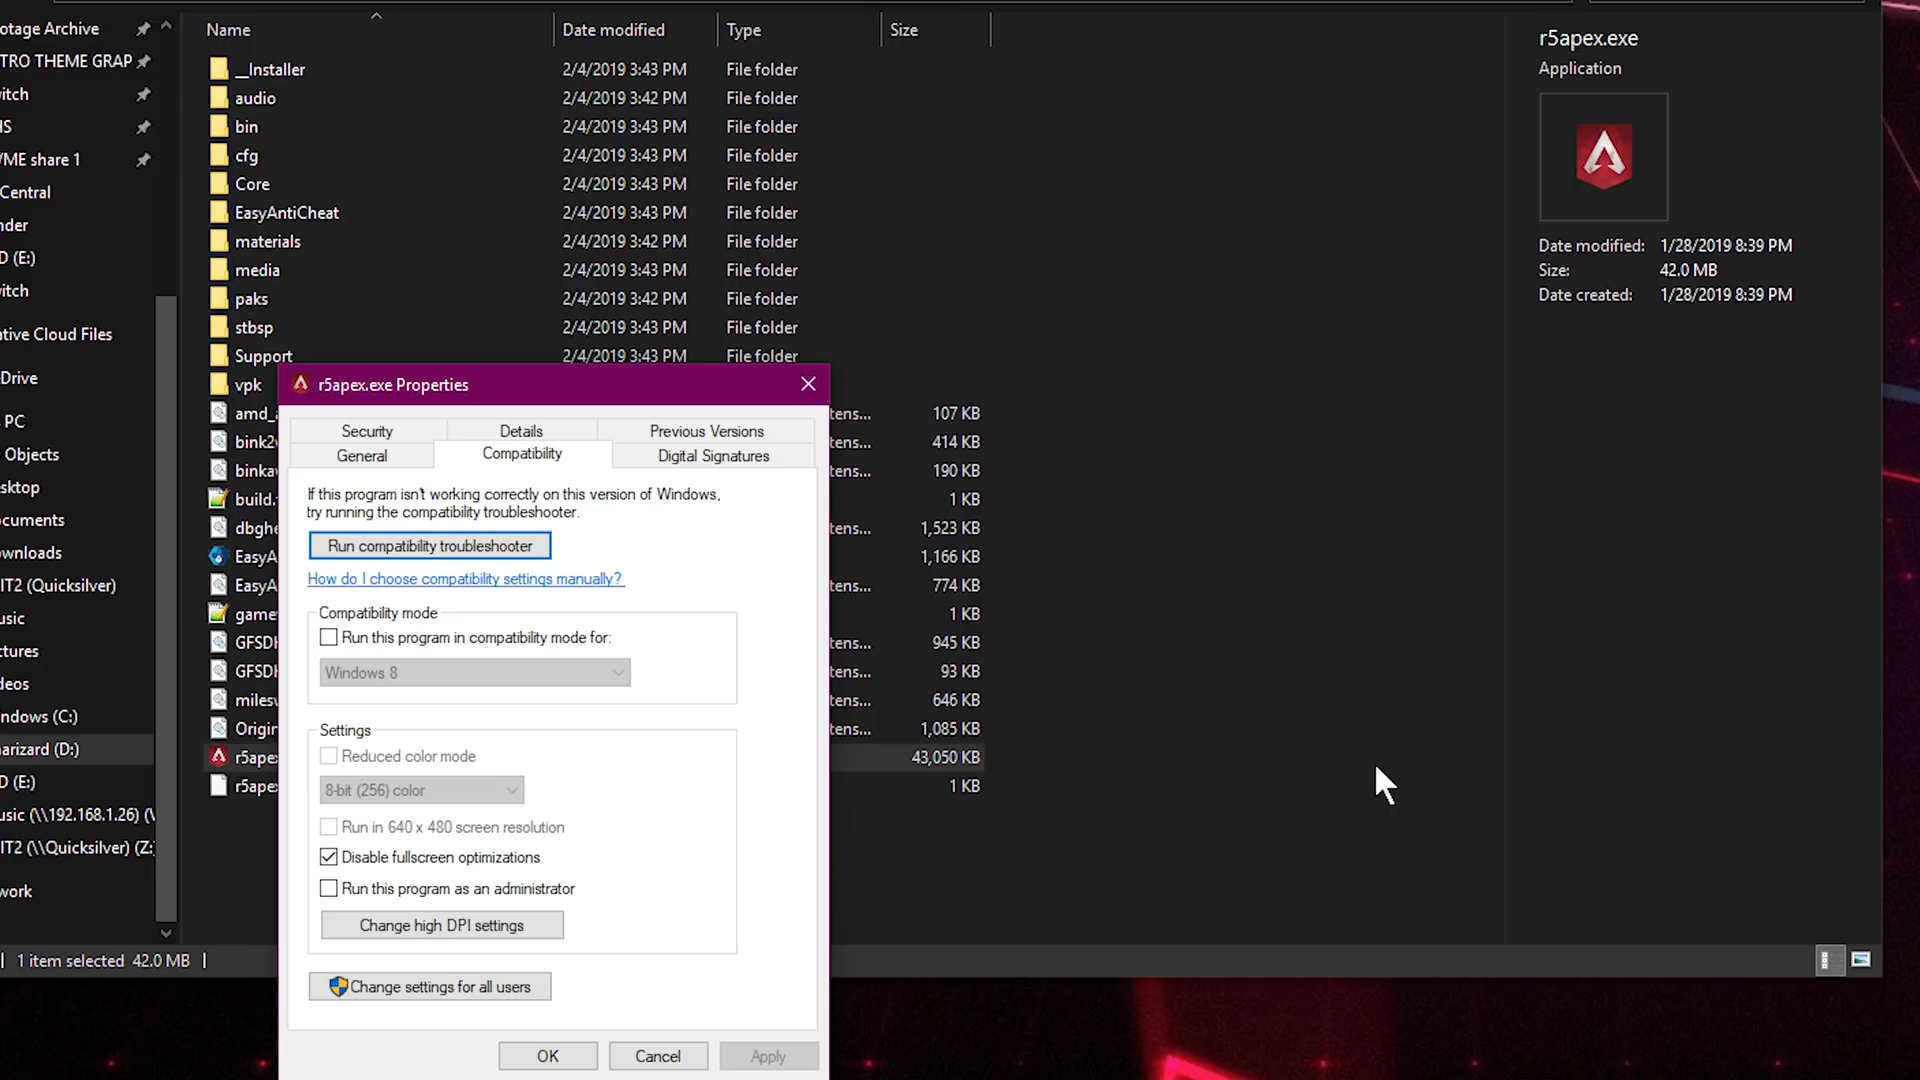 Name Date modified Type Size
otage Archive
TRO THEME GRAP
itch
HS
/ME share 1
Central
nder
D (E:)
itch
ative Cloud Files
Drive
PC
Objects
sktop
cuments
ownloads
IT2 (Quicksilver)
usic
ctures
deos
indows (C:)
arizard (D:)
D (E:)
usic (\\192.168.1.26) (\
IT2 (\\Quicksilver) (Z:
work
__Installer 2/4/2019 3:43 PM File folder
audio 2/4/2019 3:42 PM File folder
bin 2/4/2019 3:43 PM File folder
cfg 2/4/2019 3:43 PM File folder
Core 2/4/2019 3:43 PM File folder
EasyAntiCheat 2/4/2019 3:43 PM File folder
materials 2/4/2019 3:42 PM File folder
media 2/4/2019 3:43 PM File folder
paks 2/4/2019 3:42 PM File folder
stbsp 2/4/2019 3:43 PM File folder
Support 2/4/2019 3:43 PM File folder
vpk
amd_ tens... 107 KB
bink2 tens... 414 KB
binka tens... 190 KB
build. 1 KB
dbghe tens... 1,523 KB
EasyA 1,166 KB
EasyA tens... 774 KB
game 1 KB
GFSD tens... 945 KB
GFSD tens... 93 KB
miles tens... 646 KB
Origin tens... 1,085 KB
r5apex 43,050 KB
r5apex 1 KB
r5apex.exe Properties
Security Details Previous Versions
General Compatibility Digital Signatures
If this program isn't working correctly on this version of Windows,
try running the compatibility troubleshooter.
Run compatibility troubleshooter
How do I choose compatibility settings manually?
Compatibility mode
Run this program in compatibility mode for:
Windows 8
Settings
Reduced color mode
8-bit (256) color
Run in 640 x 480 screen resolution
Disable fullscreen optimizations
Run this program as an administrator
Change high DPI settings
Change settings for all users
OK Cancel Apply
r5apex.exe
Application
Date modified: 1/28/2019 8:39 PM
Size: 42.0 MB
Date created: 1/28/2019 8:39 PM
1 item selected 42.0 MB